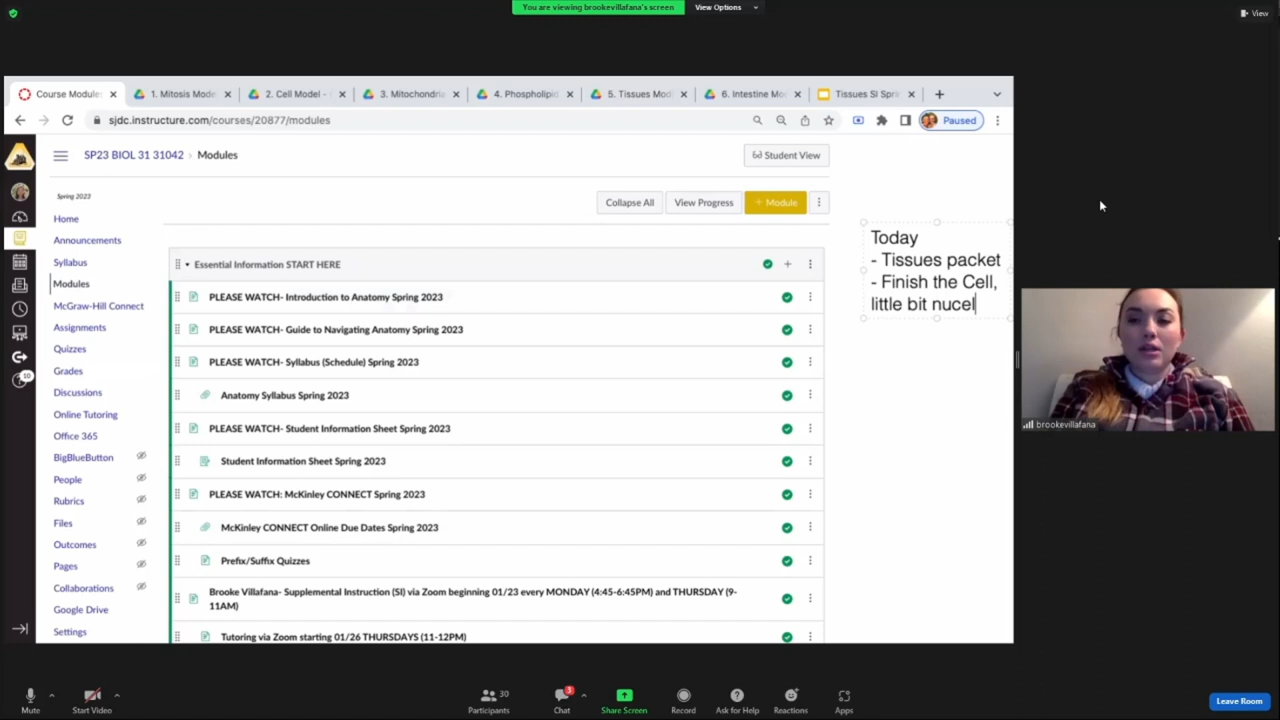 You are viewing brookevillafana's screen
View Options
View
Course Modules
1. Mitosis Mode
2. Cell Model -
3. Mitochondria
4. Phospholipid
5. Tissues Mod
6. Intestine Mo
Tissues SI Spri
sjdc.instructure.com/courses/20877/modules
Paused
SP23 BIOL 31 31042 › Modules
Student View
Spring 2023
Collapse All
View Progress
+ Module
Home
Announcements
Syllabus
Modules
McGraw-Hill Connect
Assignments
Quizzes
Grades
Discussions
Online Tutoring
Office 365
BigBlueButton
People
Rubrics
Files
Outcomes
Pages
Collaborations
Google Drive
Settings
10
Essential Information START HERE
PLEASE WATCH- Introduction to Anatomy Spring 2023
PLEASE WATCH- Guide to Navigating Anatomy Spring 2023
PLEASE WATCH- Syllabus (Schedule) Spring 2023
Anatomy Syllabus Spring 2023
PLEASE WATCH- Student Information Sheet Spring 2023
Student Information Sheet Spring 2023
PLEASE WATCH: McKinley CONNECT Spring 2023
McKinley CONNECT Online Due Dates Spring 2023
Prefix/Suffix Quizzes
Brooke Villafana- Supplemental Instruction (SI) via Zoom beginning 01/23 every MONDAY (4:45-6:45PM) and THURSDAY (9-
11AM)
Tutoring via Zoom starting 01/26 THURSDAYS (11-12PM)
Today
- Tissues packet
- Finish the Cell,
little bit nucel
brookevillafana
Mute
Start Video
30
Participants
3
Chat
Share Screen
Record
Ask for Help
Reactions
Apps
Leave Room